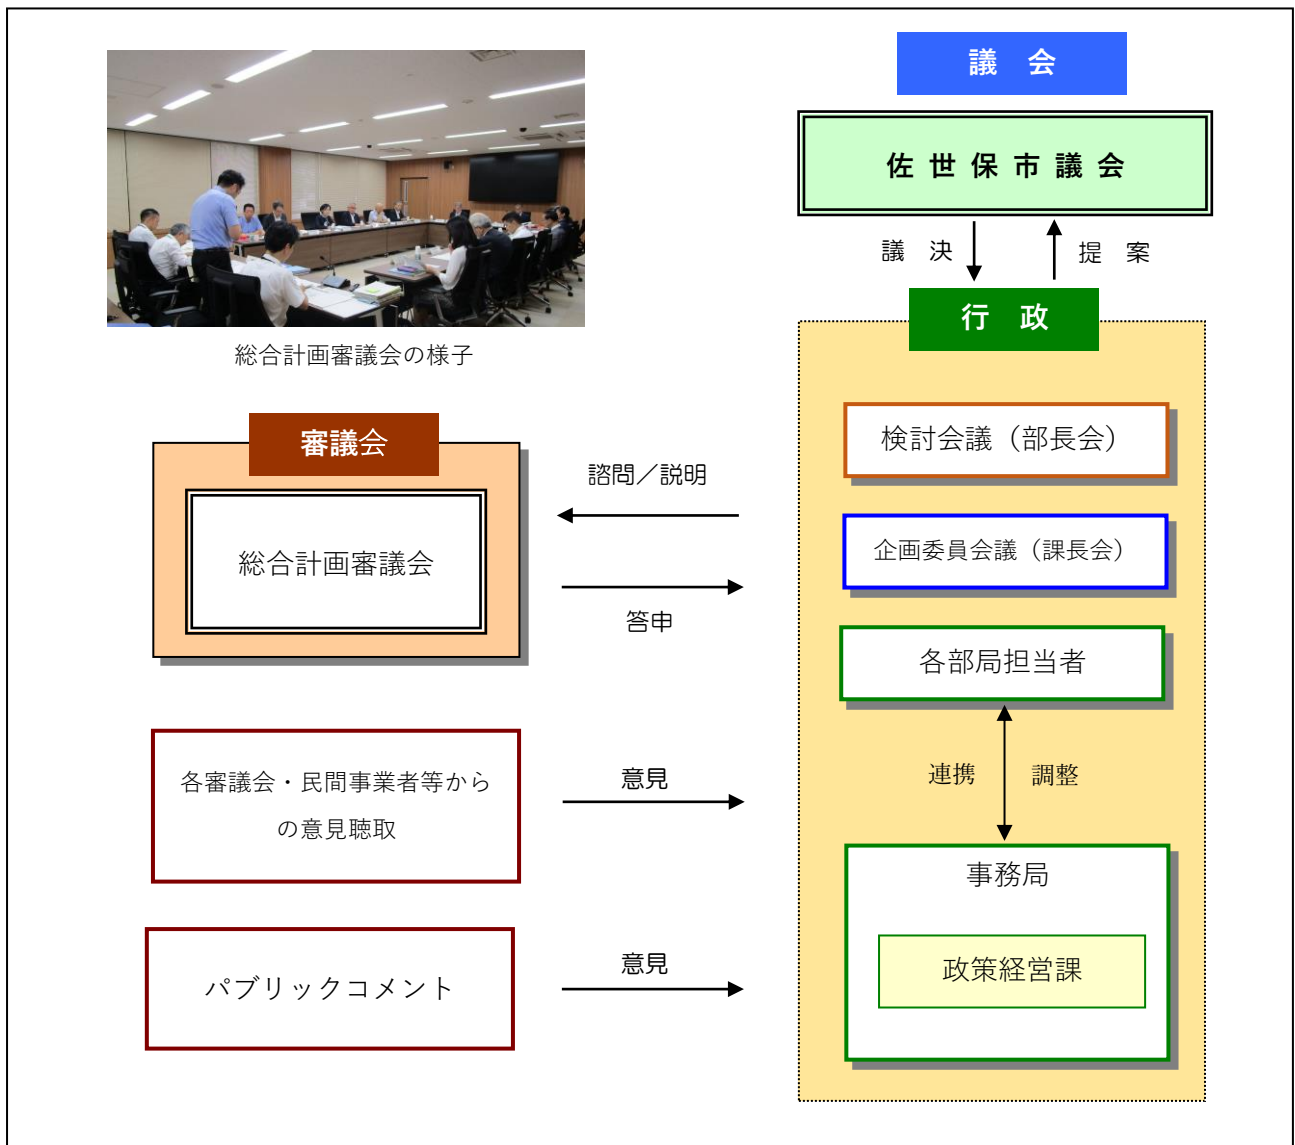 議 会
佐世保市議会
議 決
提 案
行 政
総合計画審議会の様子
検討会議（部長会）
審議会
諮問／説明
企画委員会議（課長会）
総合計画審議会
答申
各部局担当者
各審議会・民間事業者等から
の意見聴取
意見
連携
調整
事務局
政策経営課
パブリックコメント
意見